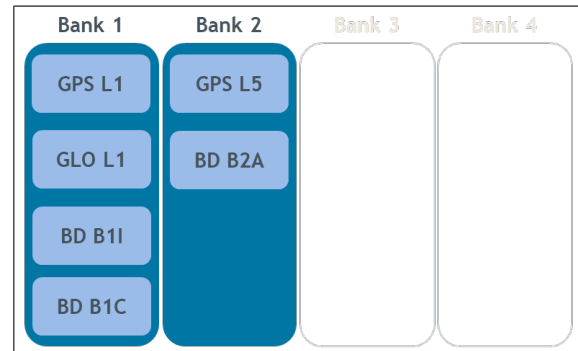 Bank 1 Bank 2 Bank 3 Bank 4
GPS L1 GPS L5
GLO L1 BD B2A
BD B1I
BD B1C